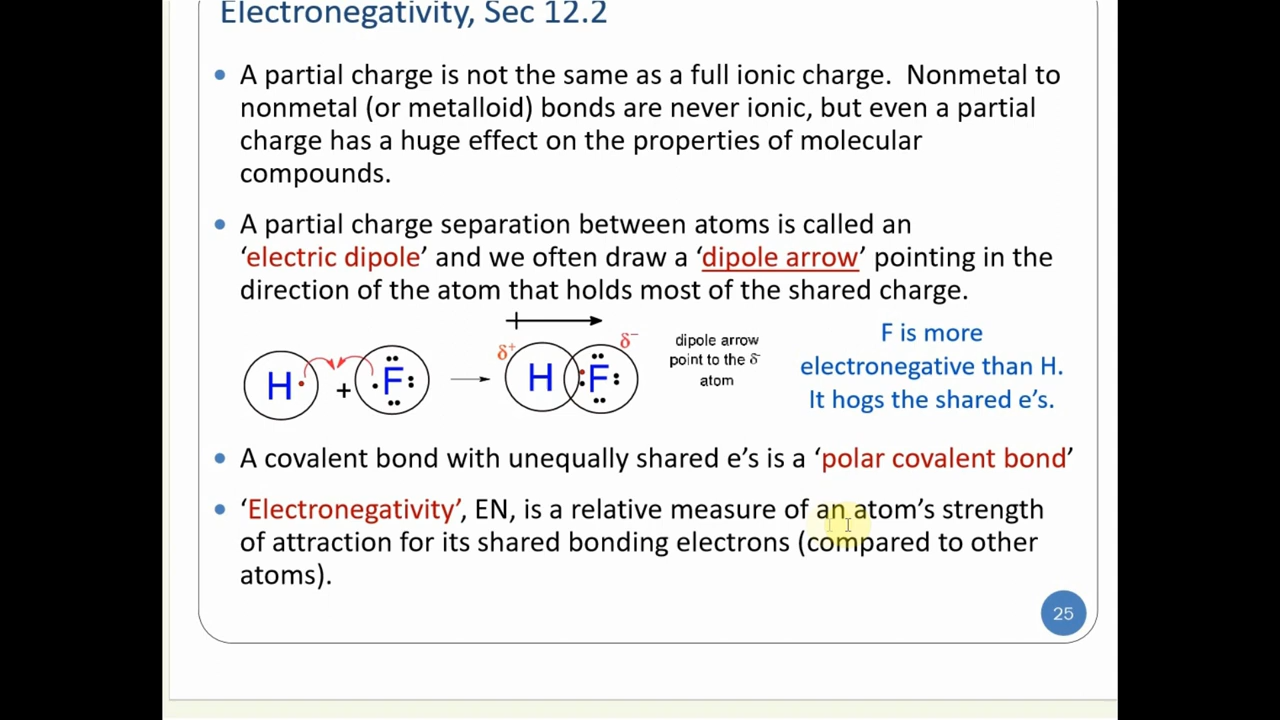 Electronegativity, Sec 12.2
• A partial charge is not the same as a full ionic charge.  Nonmetal to
nonmetal (or metalloid) bonds are never ionic, but even a partial
charge has a huge effect on the properties of molecular
compounds.
• A partial charge separation between atoms is called an
‘electric dipole’ and we often draw a ‘dipole arrow’ pointing in the
direction of the atom that holds most of the shared charge.
H + F
δ+ H F δ−
dipole arrow
point to the δ−
atom
F is more
electronegative than H.
It hogs the shared e’s.
• A covalent bond with unequally shared e’s is a ‘polar covalent bond’
• ‘Electronegativity’, EN, is a relative measure of an atom’s strength
of attraction for its shared bonding electrons (compared to other
atoms).
25